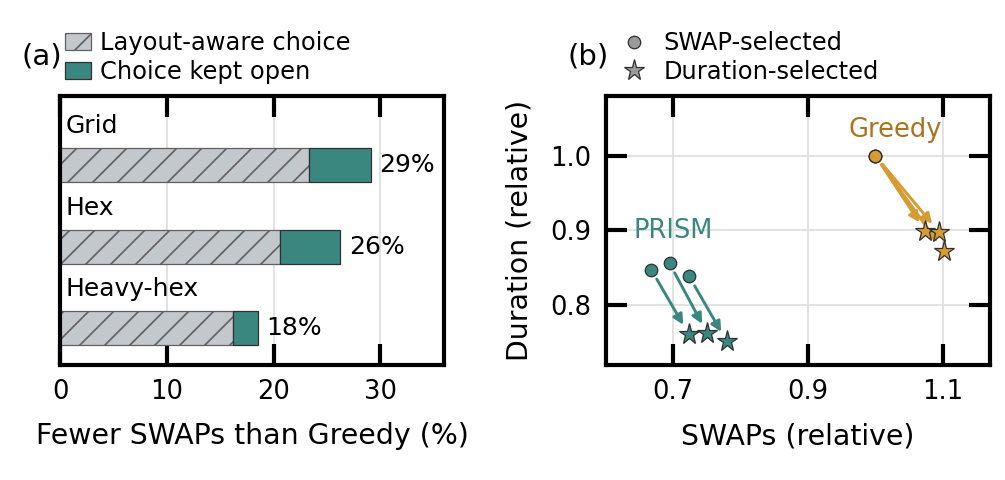 (a)
Layout-aware choice
Choice kept open
Grid
29%
Hex
26%
Heavy-hex
18%
0 10 20 30
Fewer SWAPs than Greedy (%)
(b)
SWAP-selected
Duration-selected
Duration (relative)
1.0
0.9
0.8
Greedy
PRISM
0.7 0.9 1.1
SWAPs (relative)